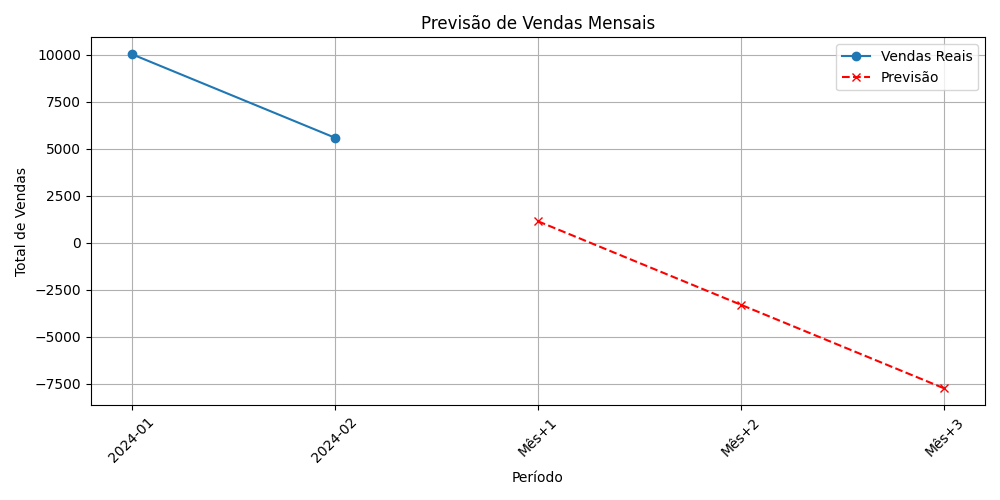 Previsão de Vendas Mensais
Vendas Reais
Previsão
Total de Vendas
10000
7500
5000
2500
0
−2500
−5000
−7500
2024-01
2024-02
Mês+1
Mês+2
Mês+3
Período